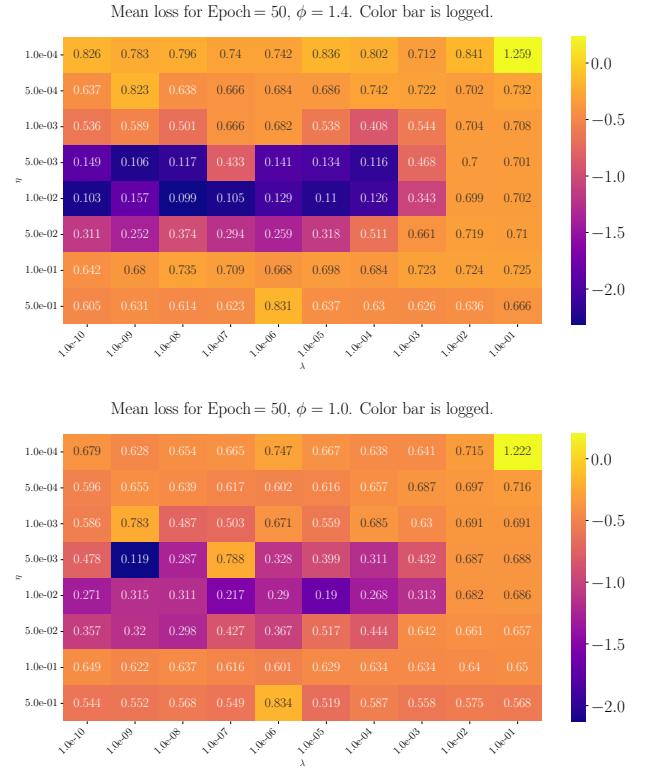 Mean loss for Epoch = 50, ϕ = 1.4. Color bar is logged.
1.0e-04 0.826 0.783 0.796 0.74 0.742 0.836 0.802 0.712 0.841 1.259
5.0e-04 0.637 0.823 0.638 0.666 0.684 0.686 0.742 0.722 0.702 0.732
1.0e-03 0.536 0.589 0.501 0.666 0.682 0.538 0.408 0.544 0.704 0.708
5.0e-03 0.149 0.106 0.117 0.433 0.141 0.134 0.116 0.468 0.7 0.701
η
1.0e-02 0.103 0.157 0.099 0.105 0.129 0.11 0.126 0.343 0.699 0.702
5.0e-02 0.311 0.252 0.374 0.294 0.259 0.318 0.511 0.661 0.719 0.71
1.0e-01 0.642 0.68 0.735 0.709 0.668 0.698 0.684 0.723 0.724 0.725
5.0e-01 0.605 0.631 0.614 0.623 0.831 0.637 0.63 0.626 0.636 0.666
1.0e-10 1.0e-09 1.0e-08 1.0e-07 1.0e-06 1.0e-05 1.0e-04 1.0e-03 1.0e-02 1.0e-01
λ
0.0
−0.5
−1.0
−1.5
−2.0
Mean loss for Epoch = 50, ϕ = 1.0. Color bar is logged.
1.0e-04 0.679 0.628 0.654 0.665 0.747 0.667 0.638 0.641 0.715 1.222
5.0e-04 0.596 0.655 0.639 0.617 0.602 0.616 0.657 0.687 0.697 0.716
1.0e-03 0.586 0.783 0.487 0.503 0.671 0.559 0.685 0.63 0.691 0.691
5.0e-03 0.478 0.119 0.287 0.788 0.328 0.399 0.311 0.432 0.687 0.688
η
1.0e-02 0.271 0.315 0.311 0.217 0.29 0.19 0.268 0.313 0.682 0.686
5.0e-02 0.357 0.32 0.298 0.427 0.367 0.517 0.444 0.642 0.661 0.657
1.0e-01 0.649 0.622 0.637 0.616 0.601 0.629 0.634 0.634 0.64 0.65
5.0e-01 0.544 0.552 0.568 0.549 0.834 0.519 0.587 0.558 0.575 0.568
1.0e-10 1.0e-09 1.0e-08 1.0e-07 1.0e-06 1.0e-05 1.0e-04 1.0e-03 1.0e-02 1.0e-01
λ
0.0
−0.5
−1.0
−1.5
−2.0